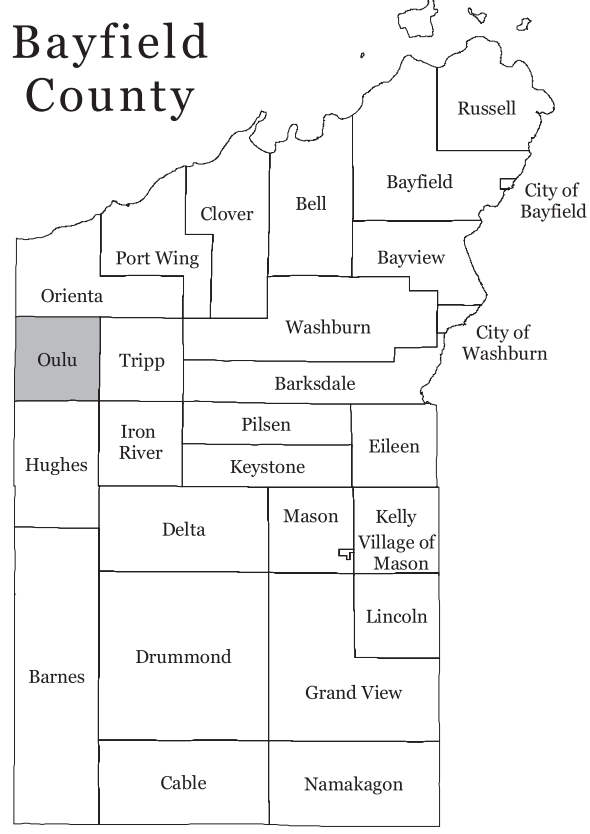 Bayfield
County
Russell
Bayfield
City of
Bayfield
Clover
Bell
Port Wing
Bayview
Orienta
Washburn
City of
Washburn
Oulu
Tripp
Barksdale
Iron
River
Pilsen
Eileen
Hughes
Keystone
Delta
Mason
Kelly
Village of
Mason
Lincoln
Drummond
Barnes
Grand View
Cable
Namakagon